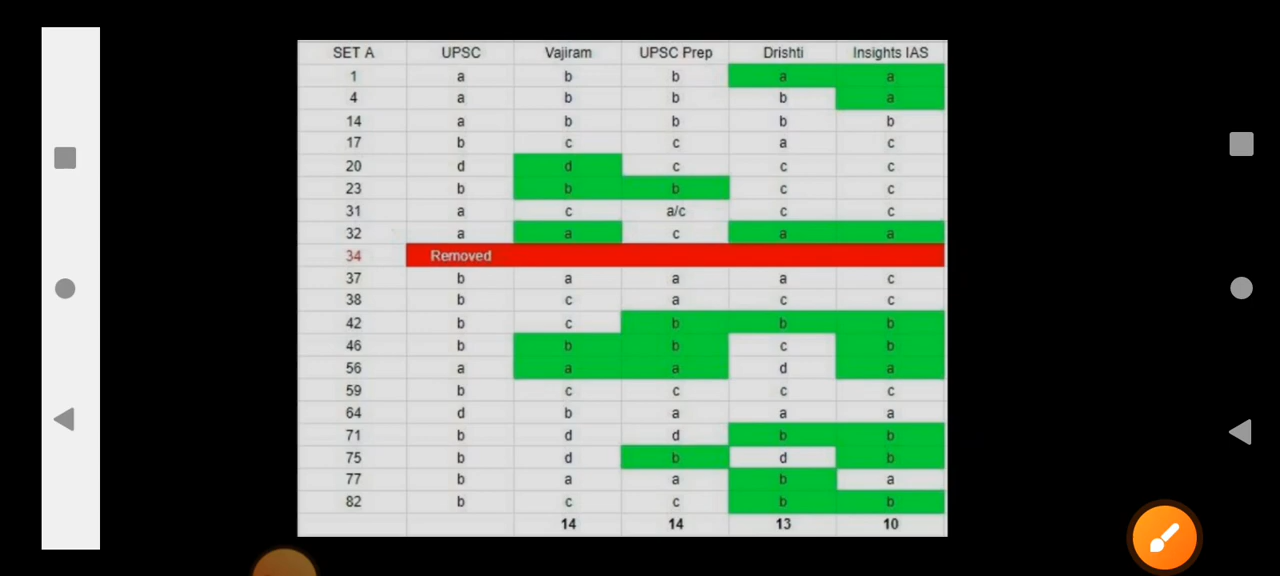 SET A UPSC Vajiram UPSC Prep Drishti Insights IAS
1 a b b a a
4 a b b b a
14 a b b b b
17 b c c a c
20 d d c c c
23 b b b c c
31 a c a/c c c
32 a a c a a
34 Removed
37 b a a a c
38 b c a c c
42 b c b b b
46 b b b c b
56 a a a d a
59 b c c c c
64 d b a a a
71 b d d b b
75 b d b d b
77 b a a b a
82 b c c b b
14 14 13 10